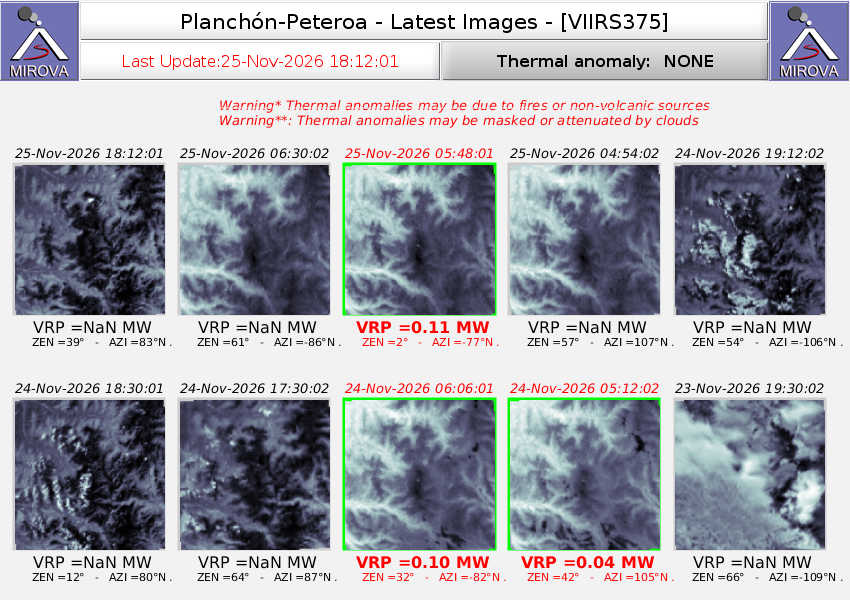 Planchón-Peteroa - Latest Images - [VIIRS375]
MIROVA
MIROVA
Last Update:25-Nov-2026 18:12:01
Thermal anomaly: NONE
Warning* Thermal anomalies may be due to fires or non-volcanic sources
Warning**: Thermal anomalies may be masked or attenuated by clouds
25-Nov-2026 18:12:01 25-Nov-2026 06:30:02 25-Nov-2026 05:48:01 25-Nov-2026 04:54:02 24-Nov-2026 19:12:02
VRP =NaN MW VRP =NaN MW VRP =0.11 MW VRP =NaN MW VRP =NaN MW
ZEN =39° - AZI =83°N . ZEN =61° - AZI =-86°N . ZEN =2° - AZI =-77°N . ZEN =57° - AZI =107°N . ZEN =54° - AZI =-106°N .
24-Nov-2026 18:30:01 24-Nov-2026 17:30:02 24-Nov-2026 06:06:01 24-Nov-2026 05:12:02 23-Nov-2026 19:30:02
VRP =NaN MW VRP =NaN MW VRP =0.10 MW VRP =0.04 MW VRP =NaN MW
ZEN =12° - AZI =80°N . ZEN =64° - AZI =87°N . ZEN =32° - AZI =-82°N . ZEN =42° - AZI =105°N . ZEN =66° - AZI =-109°N .